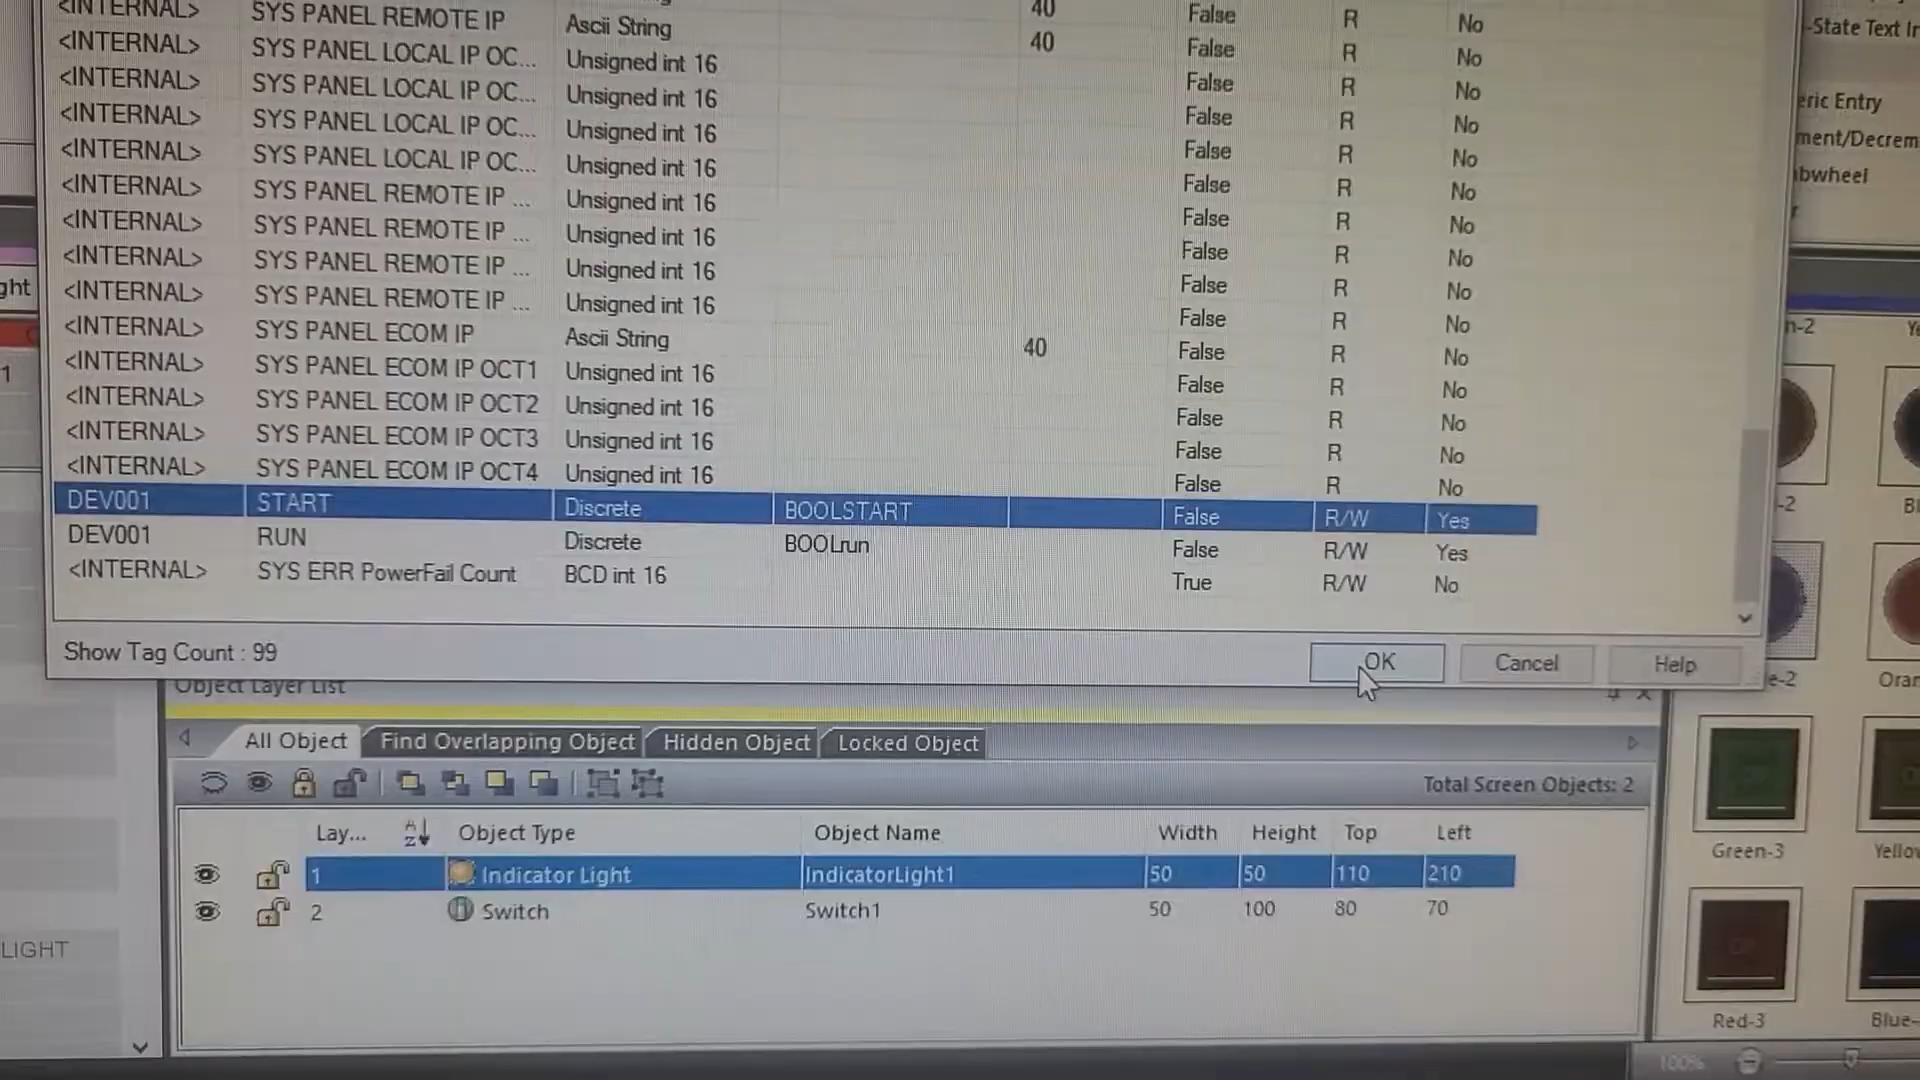 <INTERNAL> SYS PANEL REMOTE IP Ascii String 40 False R No
<INTERNAL> SYS PANEL LOCAL IP OC... Unsigned int 16 40 False R No
<INTERNAL> SYS PANEL LOCAL IP OC... Unsigned int 16 False R No
<INTERNAL> SYS PANEL LOCAL IP OC... Unsigned int 16 False R No
<INTERNAL> SYS PANEL LOCAL IP OC... Unsigned int 16 False R No
<INTERNAL> SYS PANEL REMOTE IP ... Unsigned int 16 False R No
<INTERNAL> SYS PANEL REMOTE IP ... Unsigned int 16 False R No
<INTERNAL> SYS PANEL REMOTE IP ... Unsigned int 16 False R No
<INTERNAL> SYS PANEL REMOTE IP ... Unsigned int 16 False R No
<INTERNAL> SYS PANEL ECOM IP Ascii String 40 False R No
<INTERNAL> SYS PANEL ECOM IP OCT1 Unsigned int 16 False R No
<INTERNAL> SYS PANEL ECOM IP OCT2 Unsigned int 16 False R No
<INTERNAL> SYS PANEL ECOM IP OCT3 Unsigned int 16 False R No
<INTERNAL> SYS PANEL ECOM IP OCT4 Unsigned int 16 False R No
DEV001 START Discrete BOOLSTART False R/W Yes
DEV001 RUN Discrete BOOLrun False R/W Yes
<INTERNAL> SYS ERR PowerFail Count BCD int 16 True R/W No
Show Tag Count : 99
OK Cancel Help
Object Layer List
All Object Find Overlapping Object Hidden Object Locked Object
Total Screen Objects: 2
Lay... Object Type Object Name Width Height Top Left
1 Indicator Light IndicatorLight1 50 50 110 210
2 Switch Switch1 50 100 80 70
ght
1
LIGHT
-State Text In
eric Entry
ment/Decrem
bwheel
n-2
-2
e-2 Oran
Green-3 Yellow
Red-3 Blue-
100%